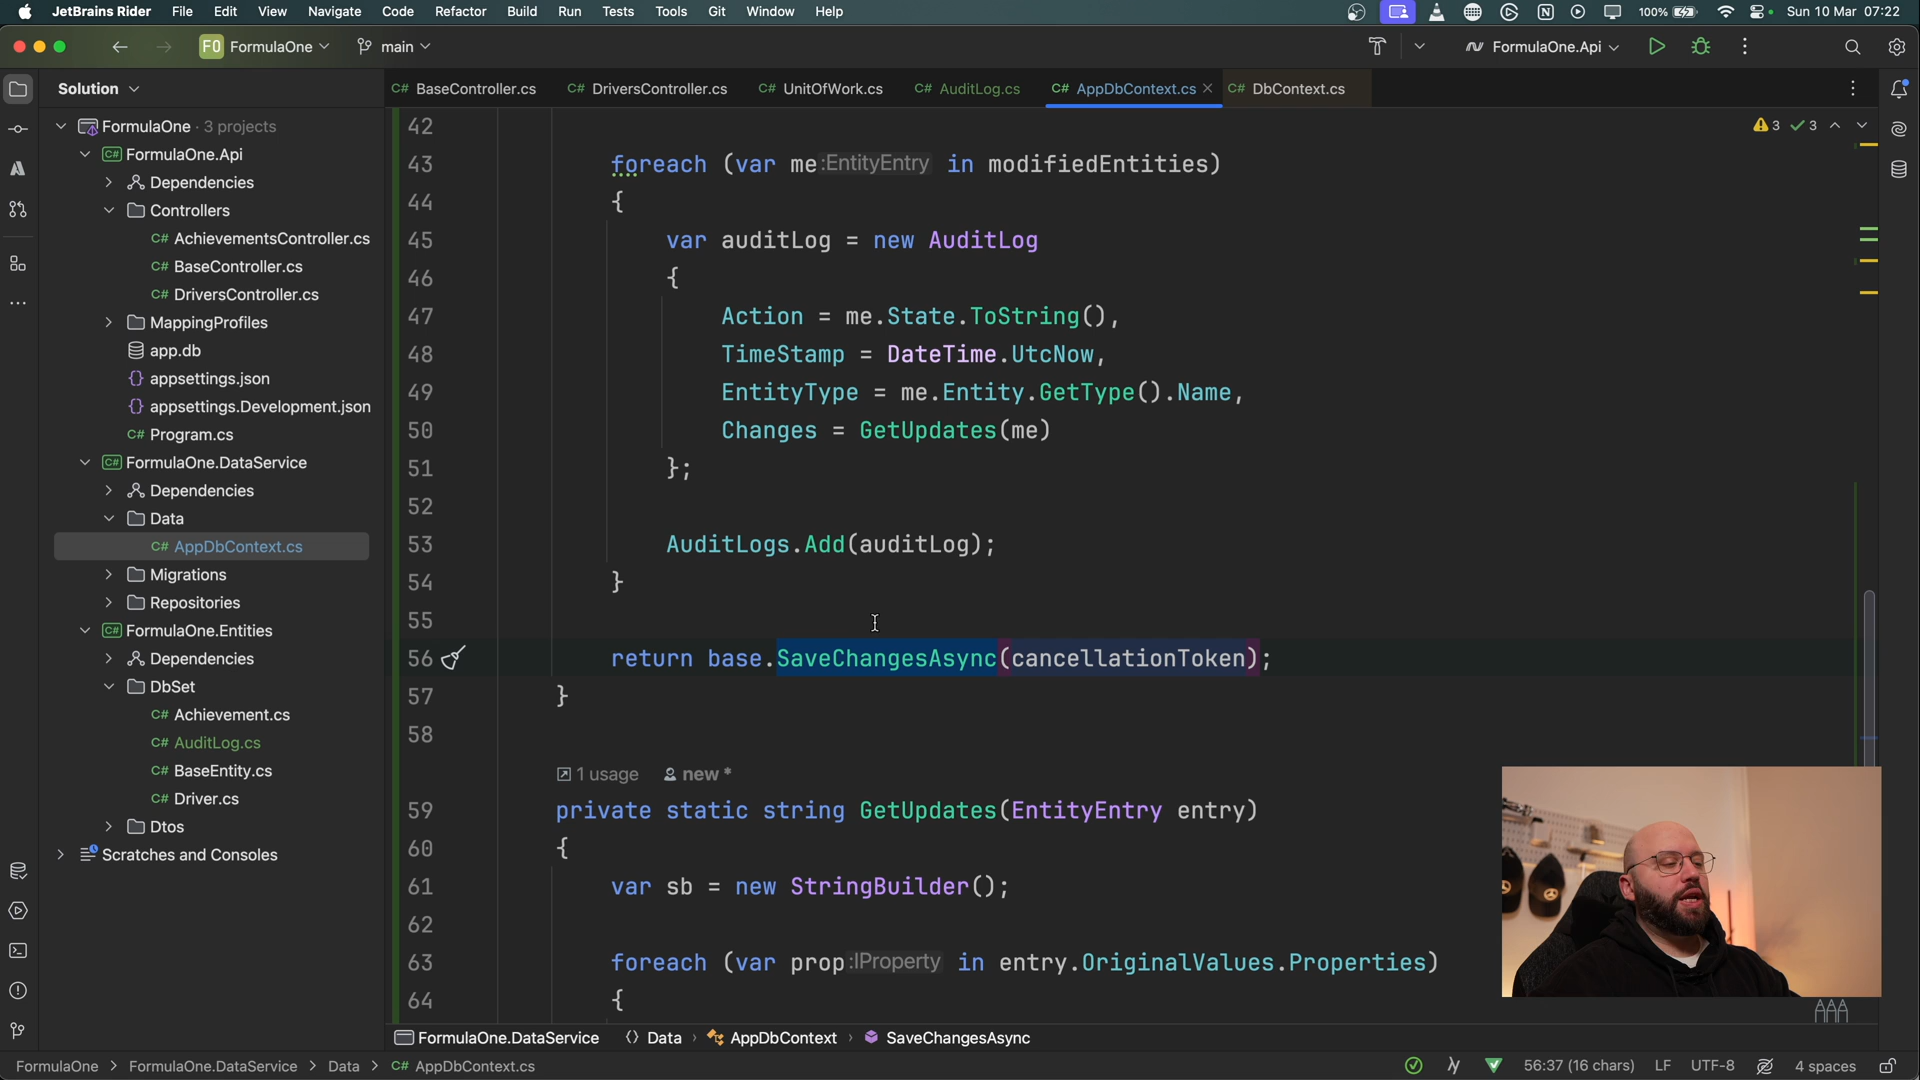 JetBrains Rider File Edit View Navigate Code Refactor Build Run Tests Tools Git Window Help 100% Sun 10 Mar 07:22
FO FormulaOne main FormulaOne.Api
Solution
C# BaseController.cs C# DriversController.cs C# UnitOfWork.cs C# AuditLog.cs C# AppDbContext.cs C# DbContext.cs
FormulaOne · 3 projects
C# FormulaOne.Api
Dependencies
Controllers
C# AchievementsController.cs
C# BaseController.cs
C# DriversController.cs
MappingProfiles
app.db
{} appsettings.json
{} appsettings.Development.json
C# Program.cs
C# FormulaOne.DataService
Dependencies
Data
C# AppDbContext.cs
Migrations
Repositories
C# FormulaOne.Entities
Dependencies
DbSet
C# Achievement.cs
C# AuditLog.cs
C# BaseEntity.cs
C# Driver.cs
Dtos
Scratches and Consoles
3 3
42
43 foreach (var me :EntityEntry in modifiedEntities)
44 {
45 var auditLog = new AuditLog
46 {
47 Action = me.State.ToString(),
48 TimeStamp = DateTime.UtcNow,
49 EntityType = me.Entity.GetType().Name,
50 Changes = GetUpdates(me)
51 };
52
53 AuditLogs.Add(auditLog);
54 }
55
56 return base.SaveChangesAsync(cancellationToken);
57 }
58
1 usage new *
59 private static string GetUpdates(EntityEntry entry)
60 {
61 var sb = new StringBuilder();
62
63 foreach (var prop :IProperty in entry.OriginalValues.Properties)
64 {
FormulaOne.DataService Data AppDbContext SaveChangesAsync
FormulaOne FormulaOne.DataService Data C# AppDbContext.cs 56:37 (16 chars) LF UTF-8 4 spaces